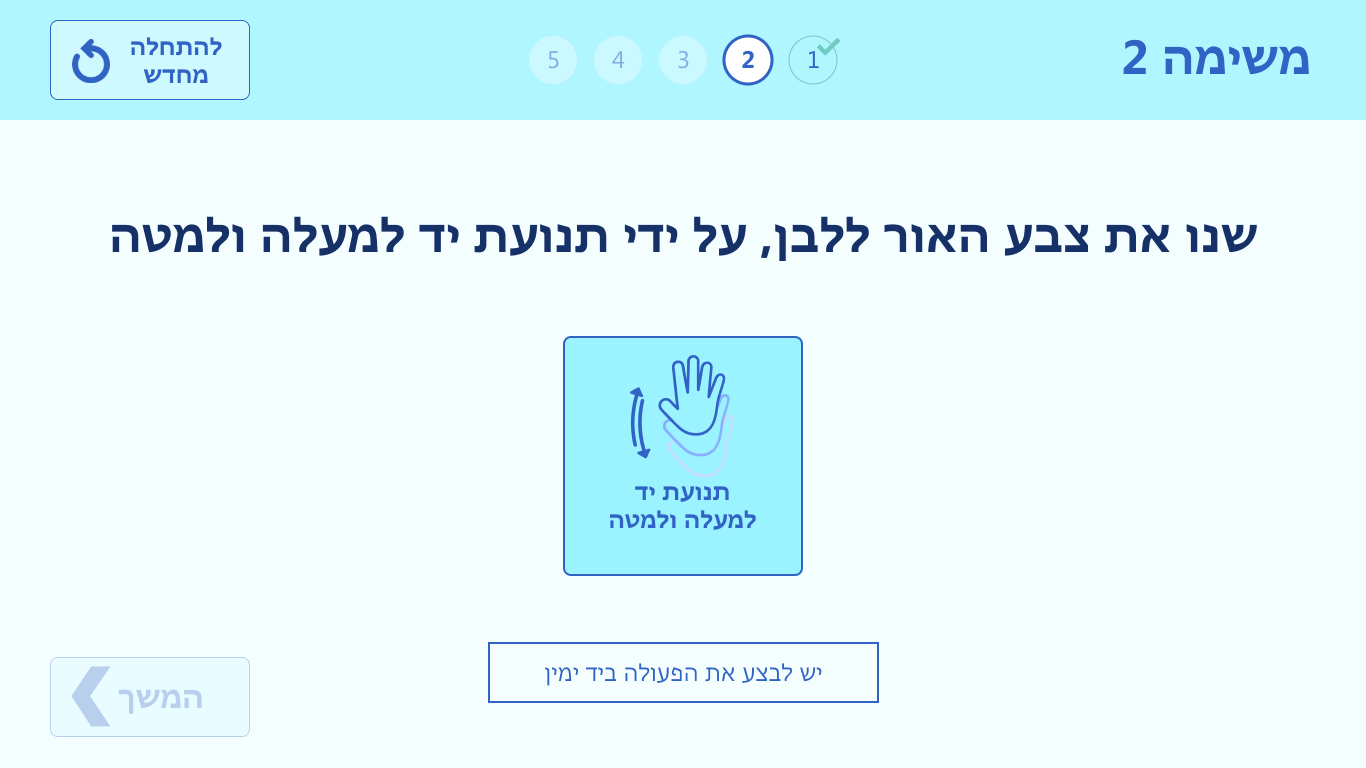 משימה 2
1
2
3
4
5
להתחלה
מחדש
שנו את צבע האור ללבן, על ידי תנועת יד למעלה ולמטה
תנועת יד
למעלה ולמטה
יש לבצע את הפעולה ביד ימין
המשך